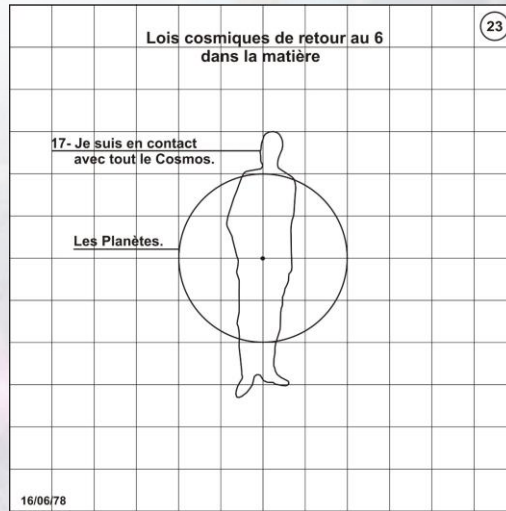 Lois cosmiques de retour au 6
dans la matière
23
17- Je suis en contact
avec tout le Cosmos.
Les Planètes.
16/06/78